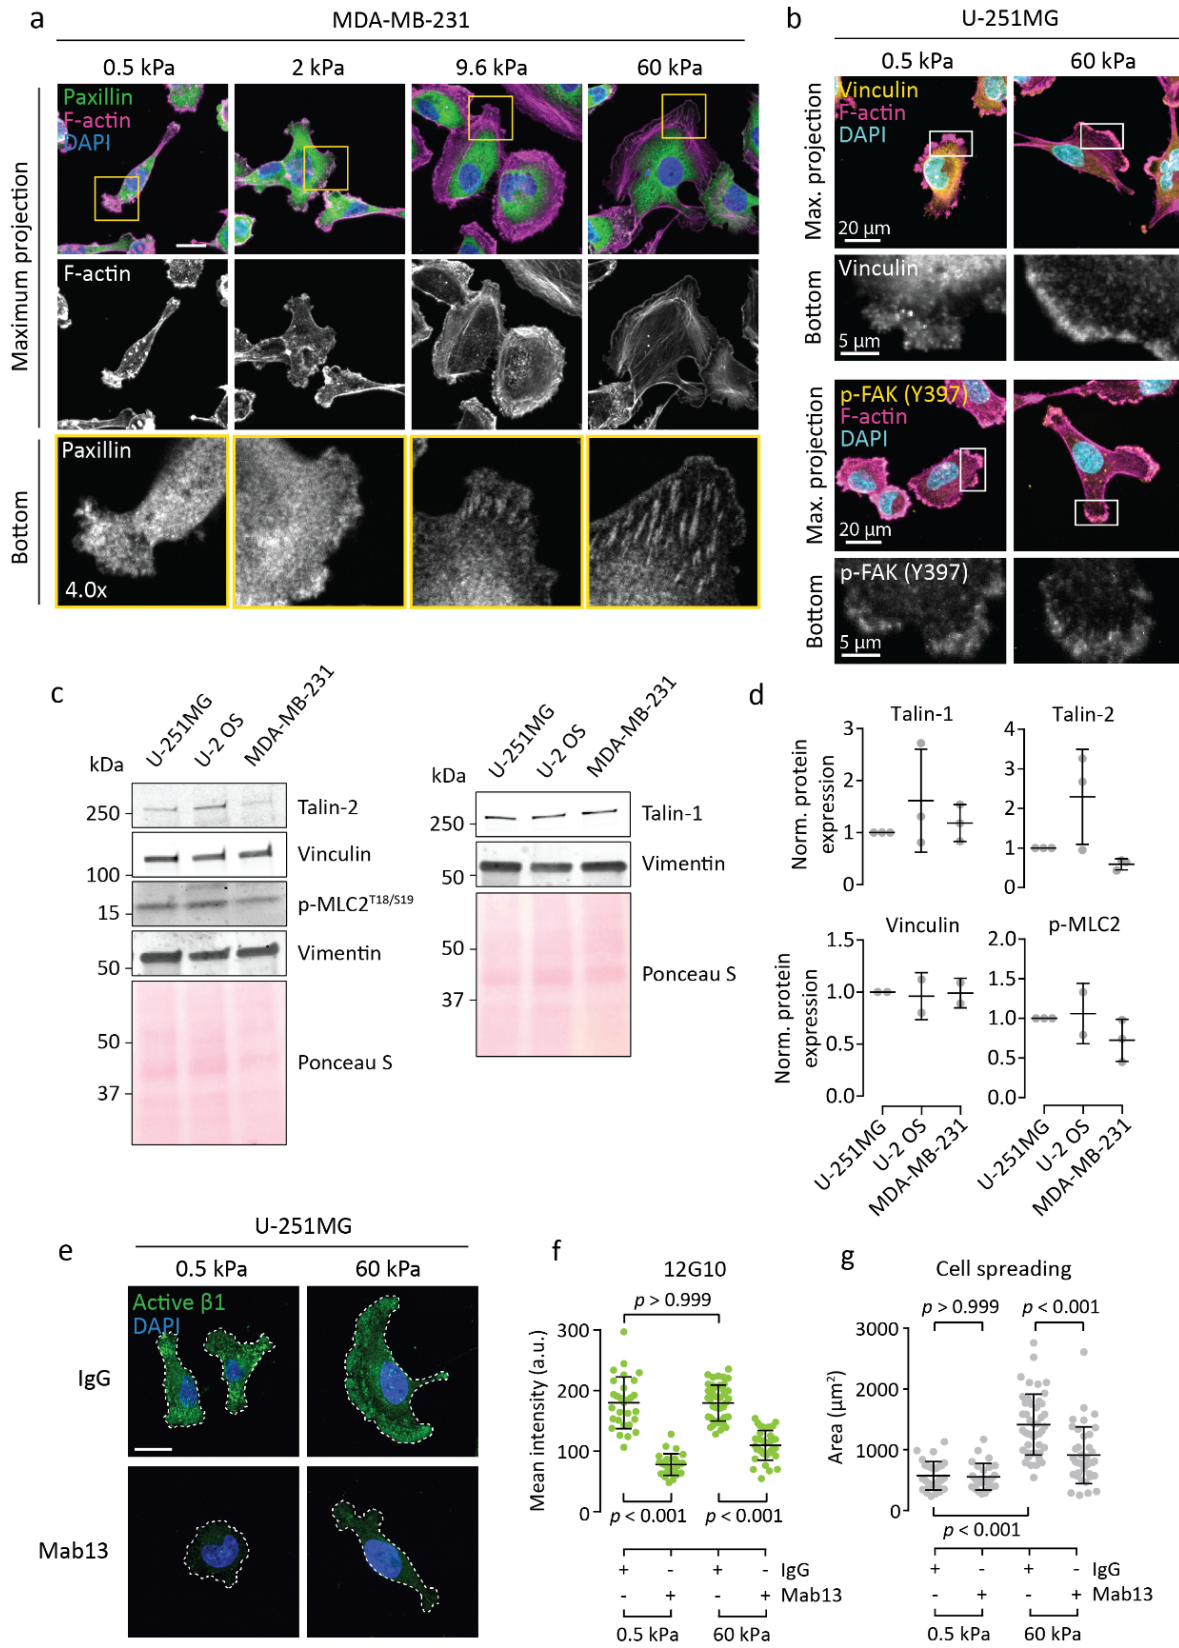 a
MDA-MB-231
0.5 kPa
2 kPa
9.6 kPa
60 kPa
Maximum projection
Paxillin
F-actin
DAPI
F-actin
Bottom
Paxillin
4.0x
b
U-251MG
0.5 kPa
60 kPa
Max. projection
Vinculin
F-actin
DAPI
20 µm
Bottom
Vinculin
5 µm
Max. projection
p-FAK (Y397)
F-actin
DAPI
20 µm
Bottom
p-FAK (Y397)
5 µm
c
U-251MG
U-2 OS
MDA-MB-231
kDa
250
Talin-2
Vinculin
100
p-MLC2T18/S19
15
Vimentin
50
50
Ponceau S
37
U-251MG
U-2 OS
MDA-MB-231
kDa
250
Talin-1
Vimentin
50
50
Ponceau S
37
d
Talin-1
Norm. protein
expression
3
2
1
0
Talin-2
4
3
2
1
0
Vinculin
Norm. protein
expression
1.5
1.0
0.5
0.0
p-MLC2
2.0
1.5
1.0
0.5
0.0
U-251MG
U-2 OS
MDA-MB-231
U-251MG
U-2 OS
MDA-MB-231
e
U-251MG
0.5 kPa
60 kPa
IgG
Active β1
DAPI
Mab13
f
12G10
p > 0.999
Mean intensity (a.u.)
300
200
100
0
p < 0.001
p < 0.001
+ - + - IgG
- + - + Mab13
0.5 kPa
60 kPa
g
Cell spreading
p > 0.999
p < 0.001
Area (µm²)
3000
2000
1000
0
p < 0.001
+ - + - IgG
- + - + Mab13
0.5 kPa
60 kPa